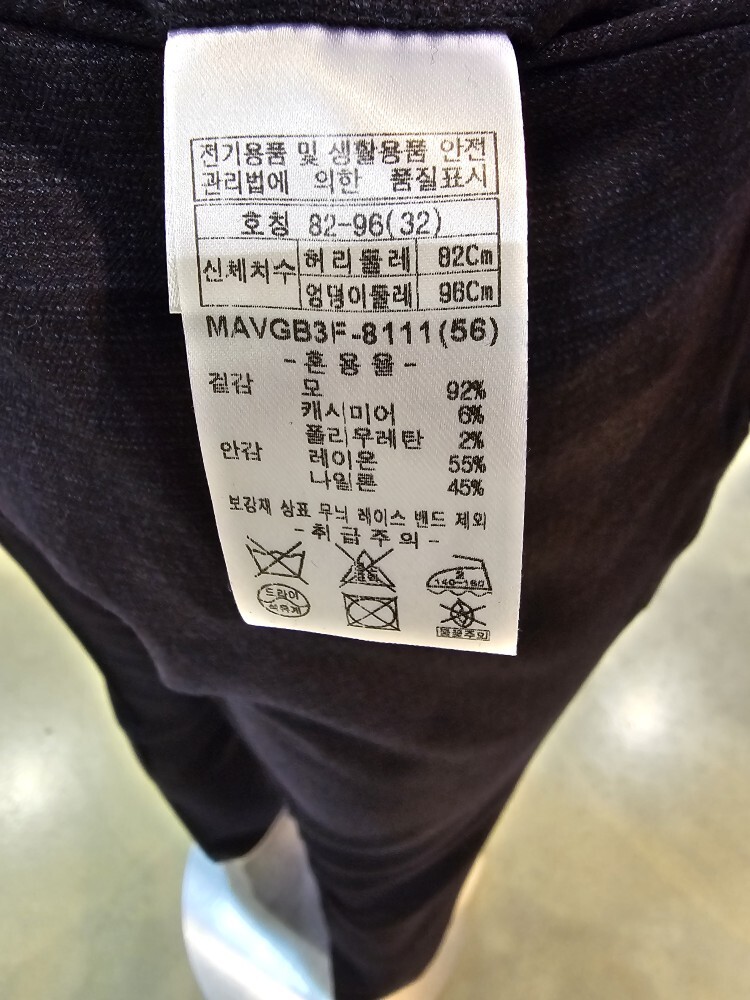 전기용품 및 생활용품 안전
관리법에 의한 품질표시
호칭 82-96(32)
신체치수 허리둘레 82Cm
엉덩이둘레 96Cm
MAVGB3F-8111(56)
-혼용율-
겉감 모 92%
캐시미어 6%
폴리우레탄 2%
안감 레이온 55%
나일론 45%
보강재 상표 무늬 레이스 밴드 제외
-취급주의-
2
140-160
드라이
석유계
물몿주의